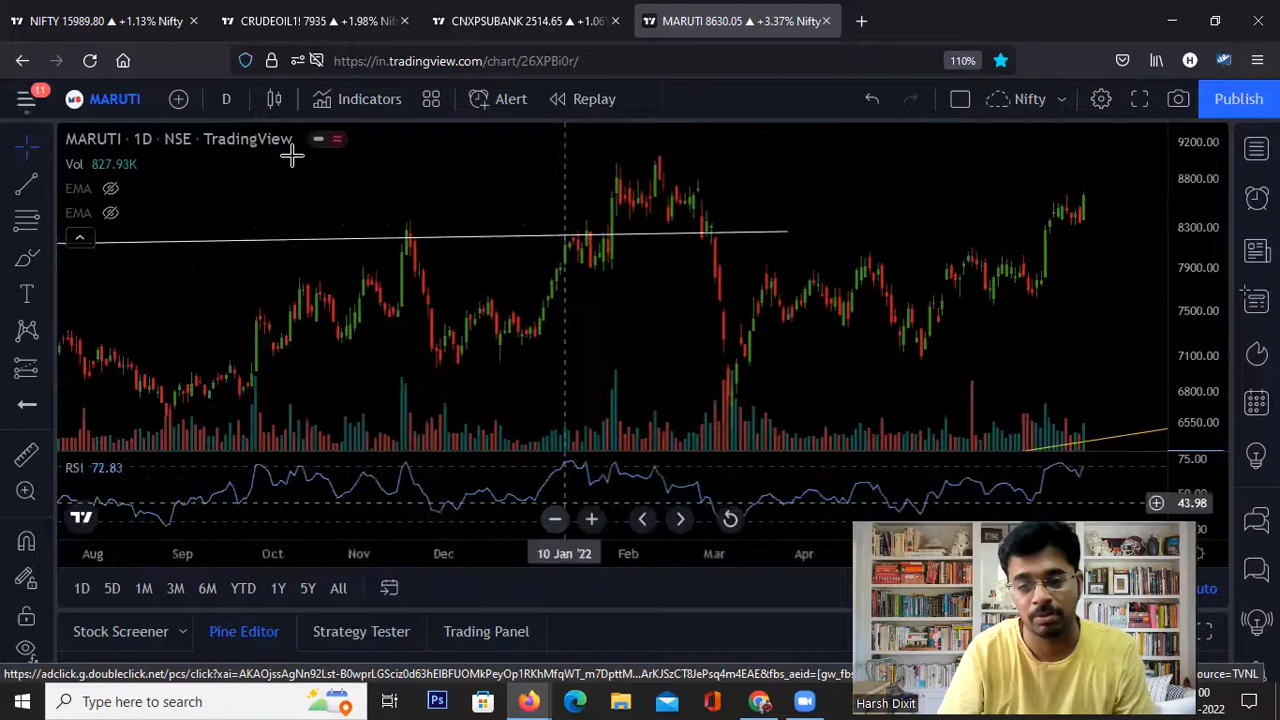 NIFTY 15989.80 ▲ +1.13% Nifty
CRUDEOIL1! 7935 ▲ +1.98% Nifty
CNXPSUBANK 2514.65 ▲ +1.06
MARUTI 8630.05 ▲ +3.37% Nifty
https://in.tradingview.com/chart/26XPBi0r/
110%
H
11
MARUTI
D
Indicators
Alert
Replay
Nifty
Publish
MARUTI · 1D · NSE · TradingView
Vol 827.93K
EMA
EMA
9200.00
8800.00
8300.00
7900.00
7500.00
7100.00
6800.00
6550.00
RSI 72.83
75.00
43.98
Aug
Sep
Oct
Nov
Dec
10 Jan '22
Feb
Mar
Apr
1D
5D
1M
3M
6M
YTD
1Y
5Y
All
Stock Screener
Pine Editor
Strategy Tester
Trading Panel
Type here to search
Ps
Harsh Dixit